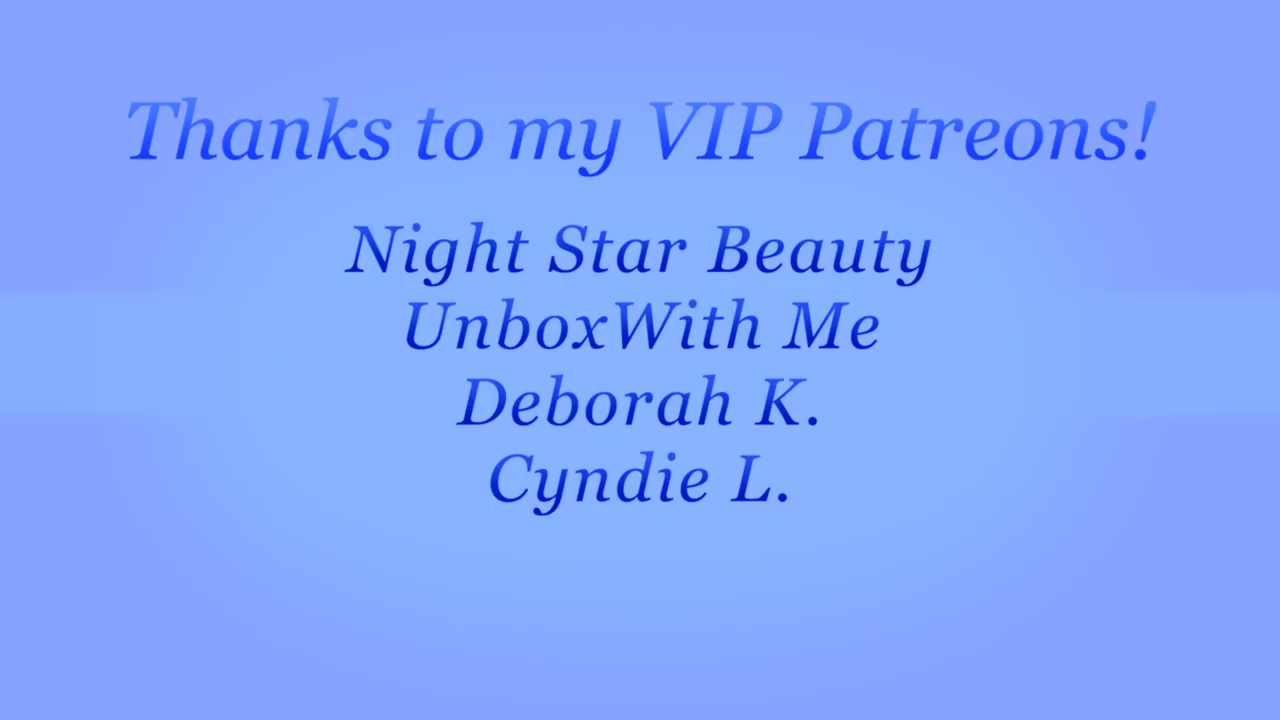 Thanks to my VIP Patreons!
Night Star Beauty
UnboxWith Me
Deborah K.
Cyndie L.